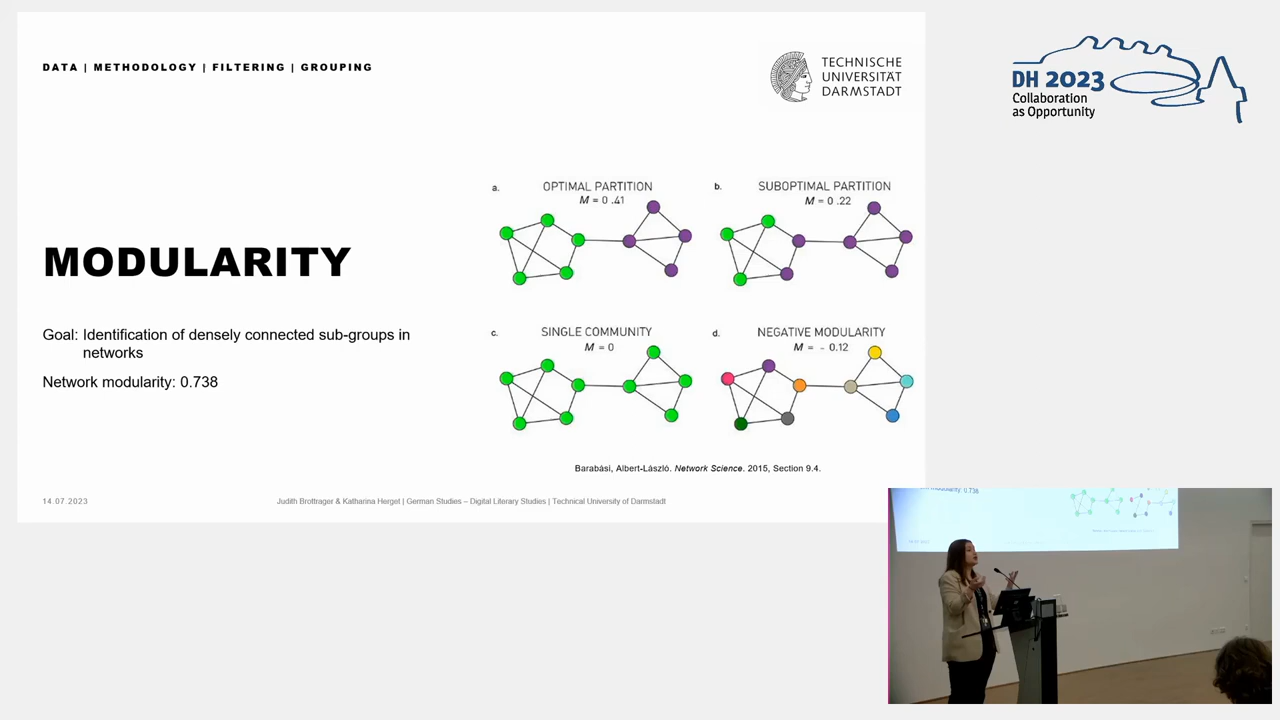 DATA | METHODOLOGY | FILTERING | GROUPING
TECHNISCHE
UNIVERSITÄT
DARMSTADT
DH 2023
Collaboration
as Opportunity
MODULARITY
Goal: Identification of densely connected sub-groups in
networks
Network modularity: 0.738
a. OPTIMAL PARTITION
M = 0 .41
b. SUBOPTIMAL PARTITION
M = 0.22
c. SINGLE COMMUNITY
M = 0
d. NEGATIVE MODULARITY
M = - 0.12
Barabási, Albert-László. Network Science. 2015, Section 9.4.
14.07.2023
Judith Brottrager & Katharina Herget | German Studies – Digital Literary Studies | Technical University of Darmstadt